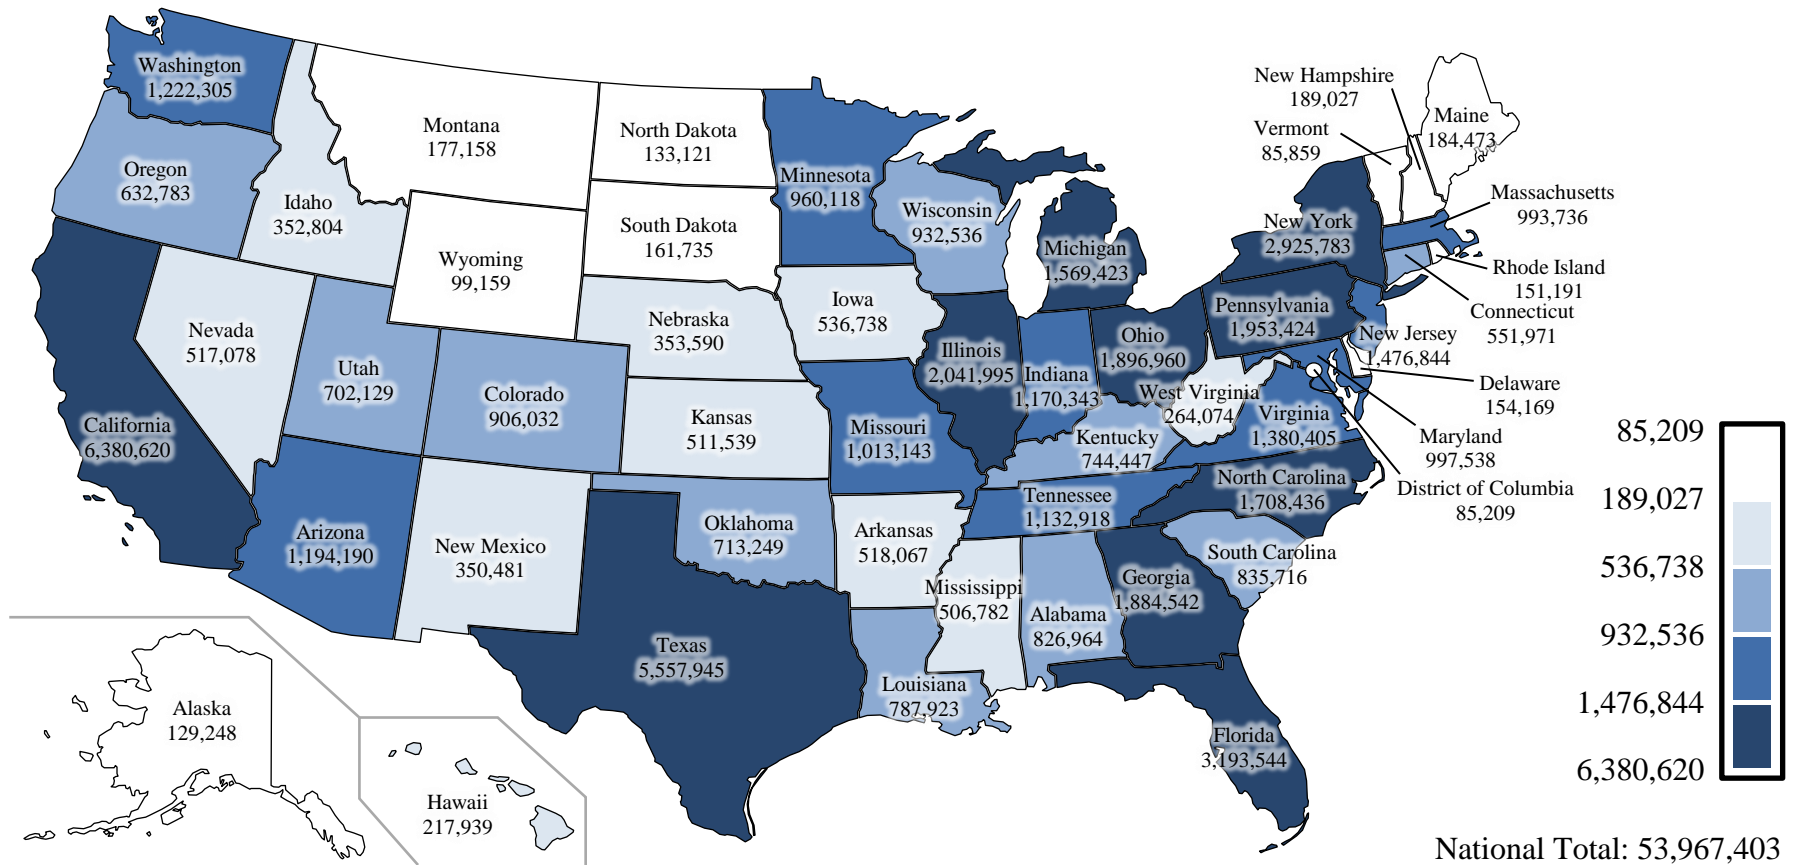 Washington
1,222,305
Oregon
632,783
California
6,380,620
Idaho
352,804
Nevada
517,078
Utah
702,129
Arizona
1,194,190
Montana
177,158
Wyoming
99,159
Colorado
906,032
New Mexico
350,481
North Dakota
133,121
South Dakota
161,735
Nebraska
353,590
Kansas
511,539
Oklahoma
713,249
Texas
5,557,945
Minnesota
960,118
Iowa
536,738
Missouri
1,013,143
Arkansas
518,067
Louisiana
787,923
Wisconsin
932,536
Illinois
2,041,995
Michigan
1,569,423
Indiana
1,170,343
Ohio
1,896,960
Kentucky
744,447
Tennessee
1,132,918
Mississippi
506,782
Alabama
826,964
Georgia
1,884,542
Florida
3,193,544
South Carolina
835,716
North Carolina
1,708,436
Virginia
1,380,405
West Virginia
264,074
Pennsylvania
1,953,424
New York
2,925,783
New Hampshire
189,027
Vermont
85,859
Maine
184,473
Massachusetts
993,736
Rhode Island
151,191
Connecticut
551,971
New Jersey
1,476,844
Delaware
154,169
Maryland
997,538
District of Columbia
85,209
Alaska
129,248
Hawaii
217,939
85,209
189,027
536,738
932,536
1,476,844
6,380,620
National Total: 53,967,403